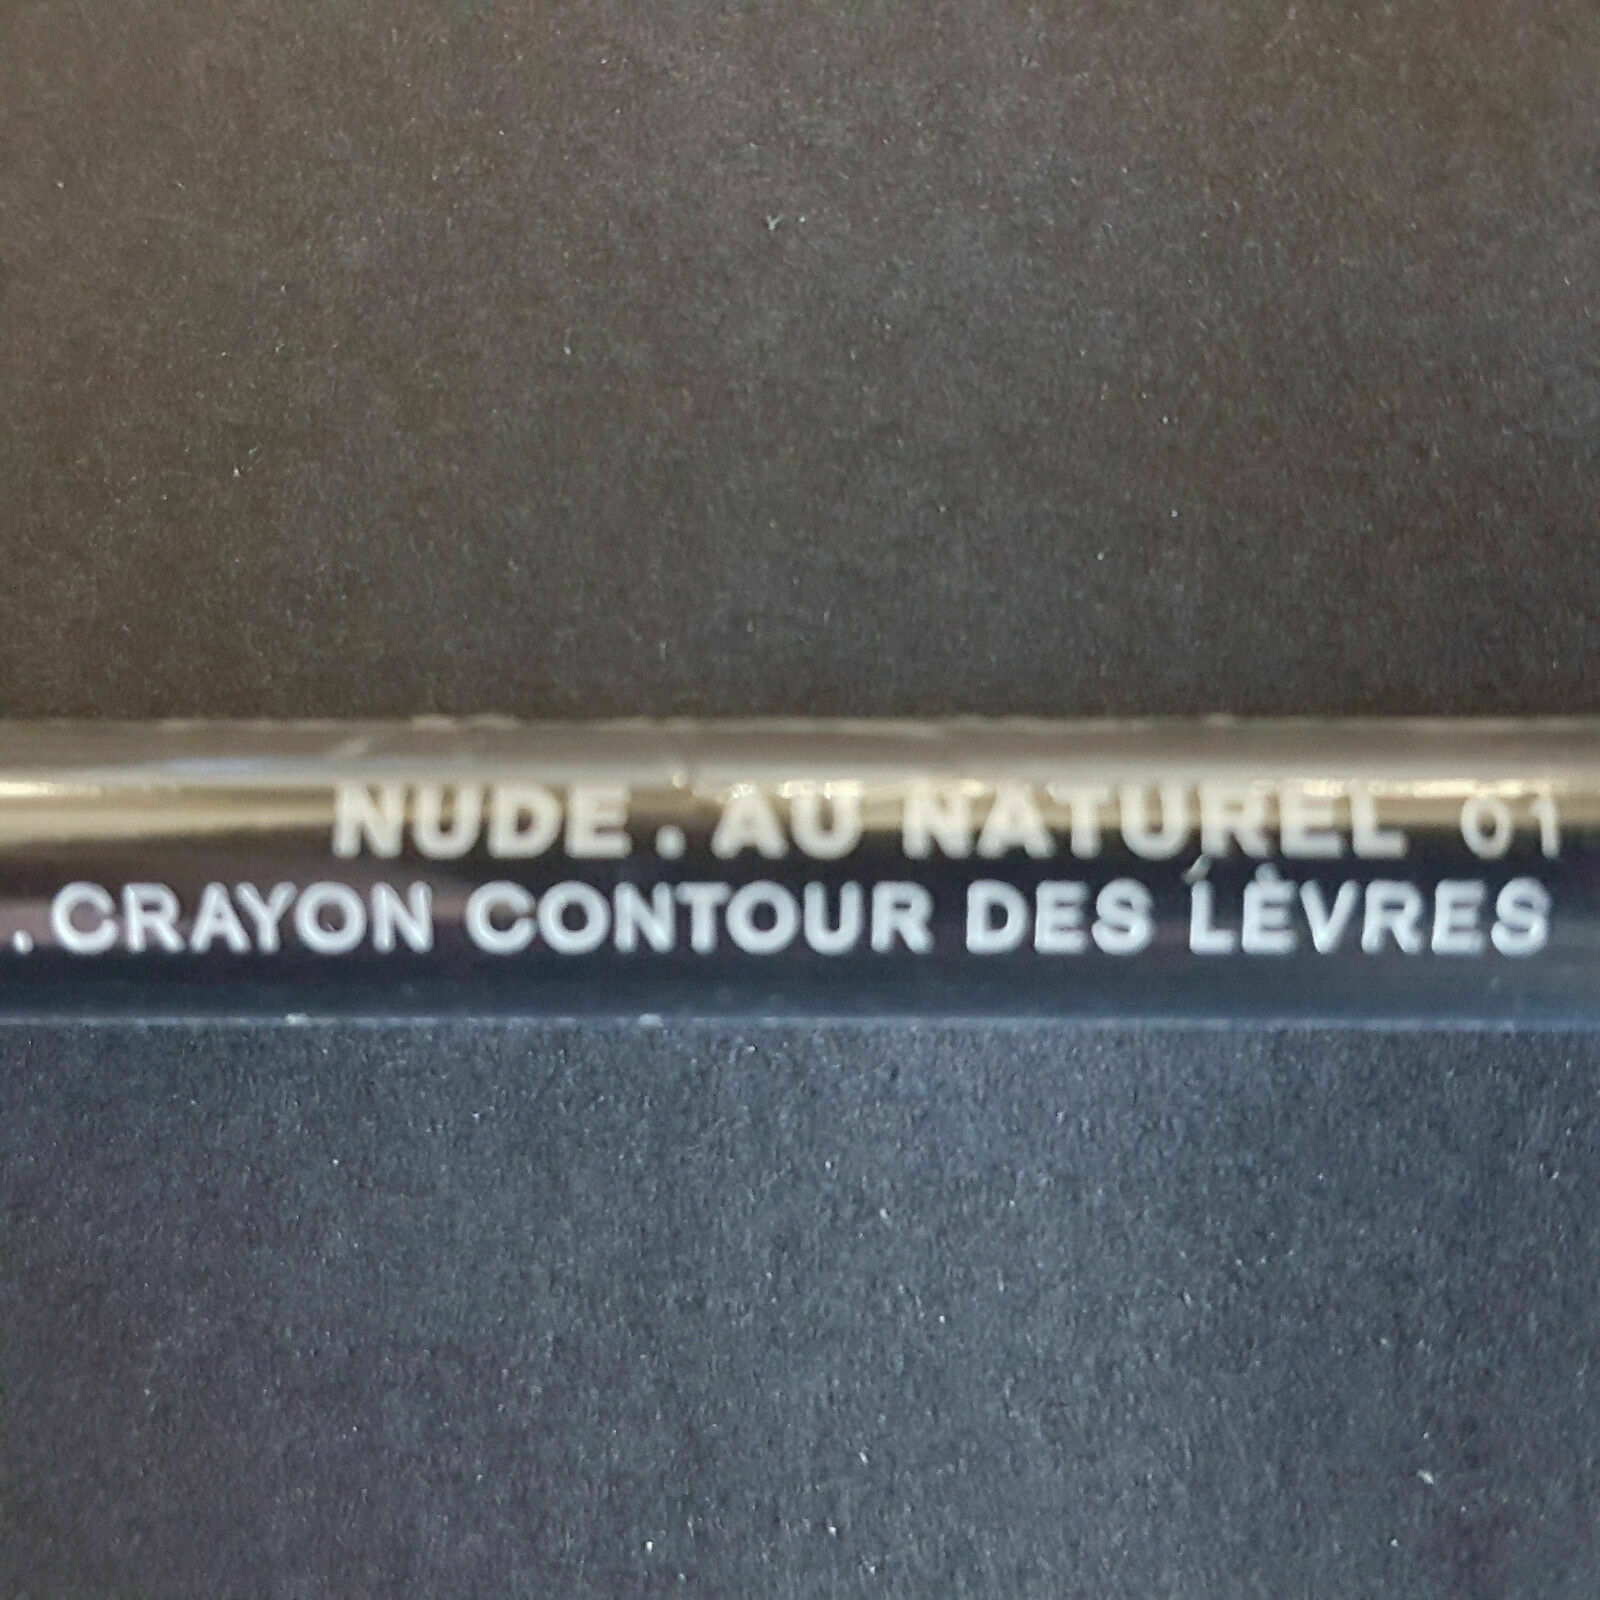 NUDE . AU NATUREL 01
. CRAYON CONTOUR DES LÈVRES